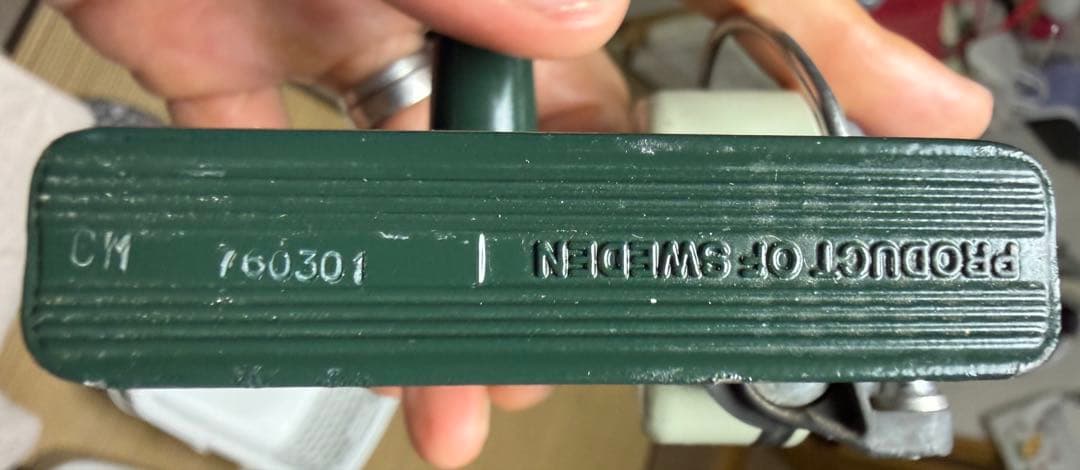 CM 760301
PRODUCT OF SWEDEN